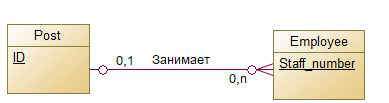 Post
ID
0,1
Занимает
0,n
Employee
Staff_number